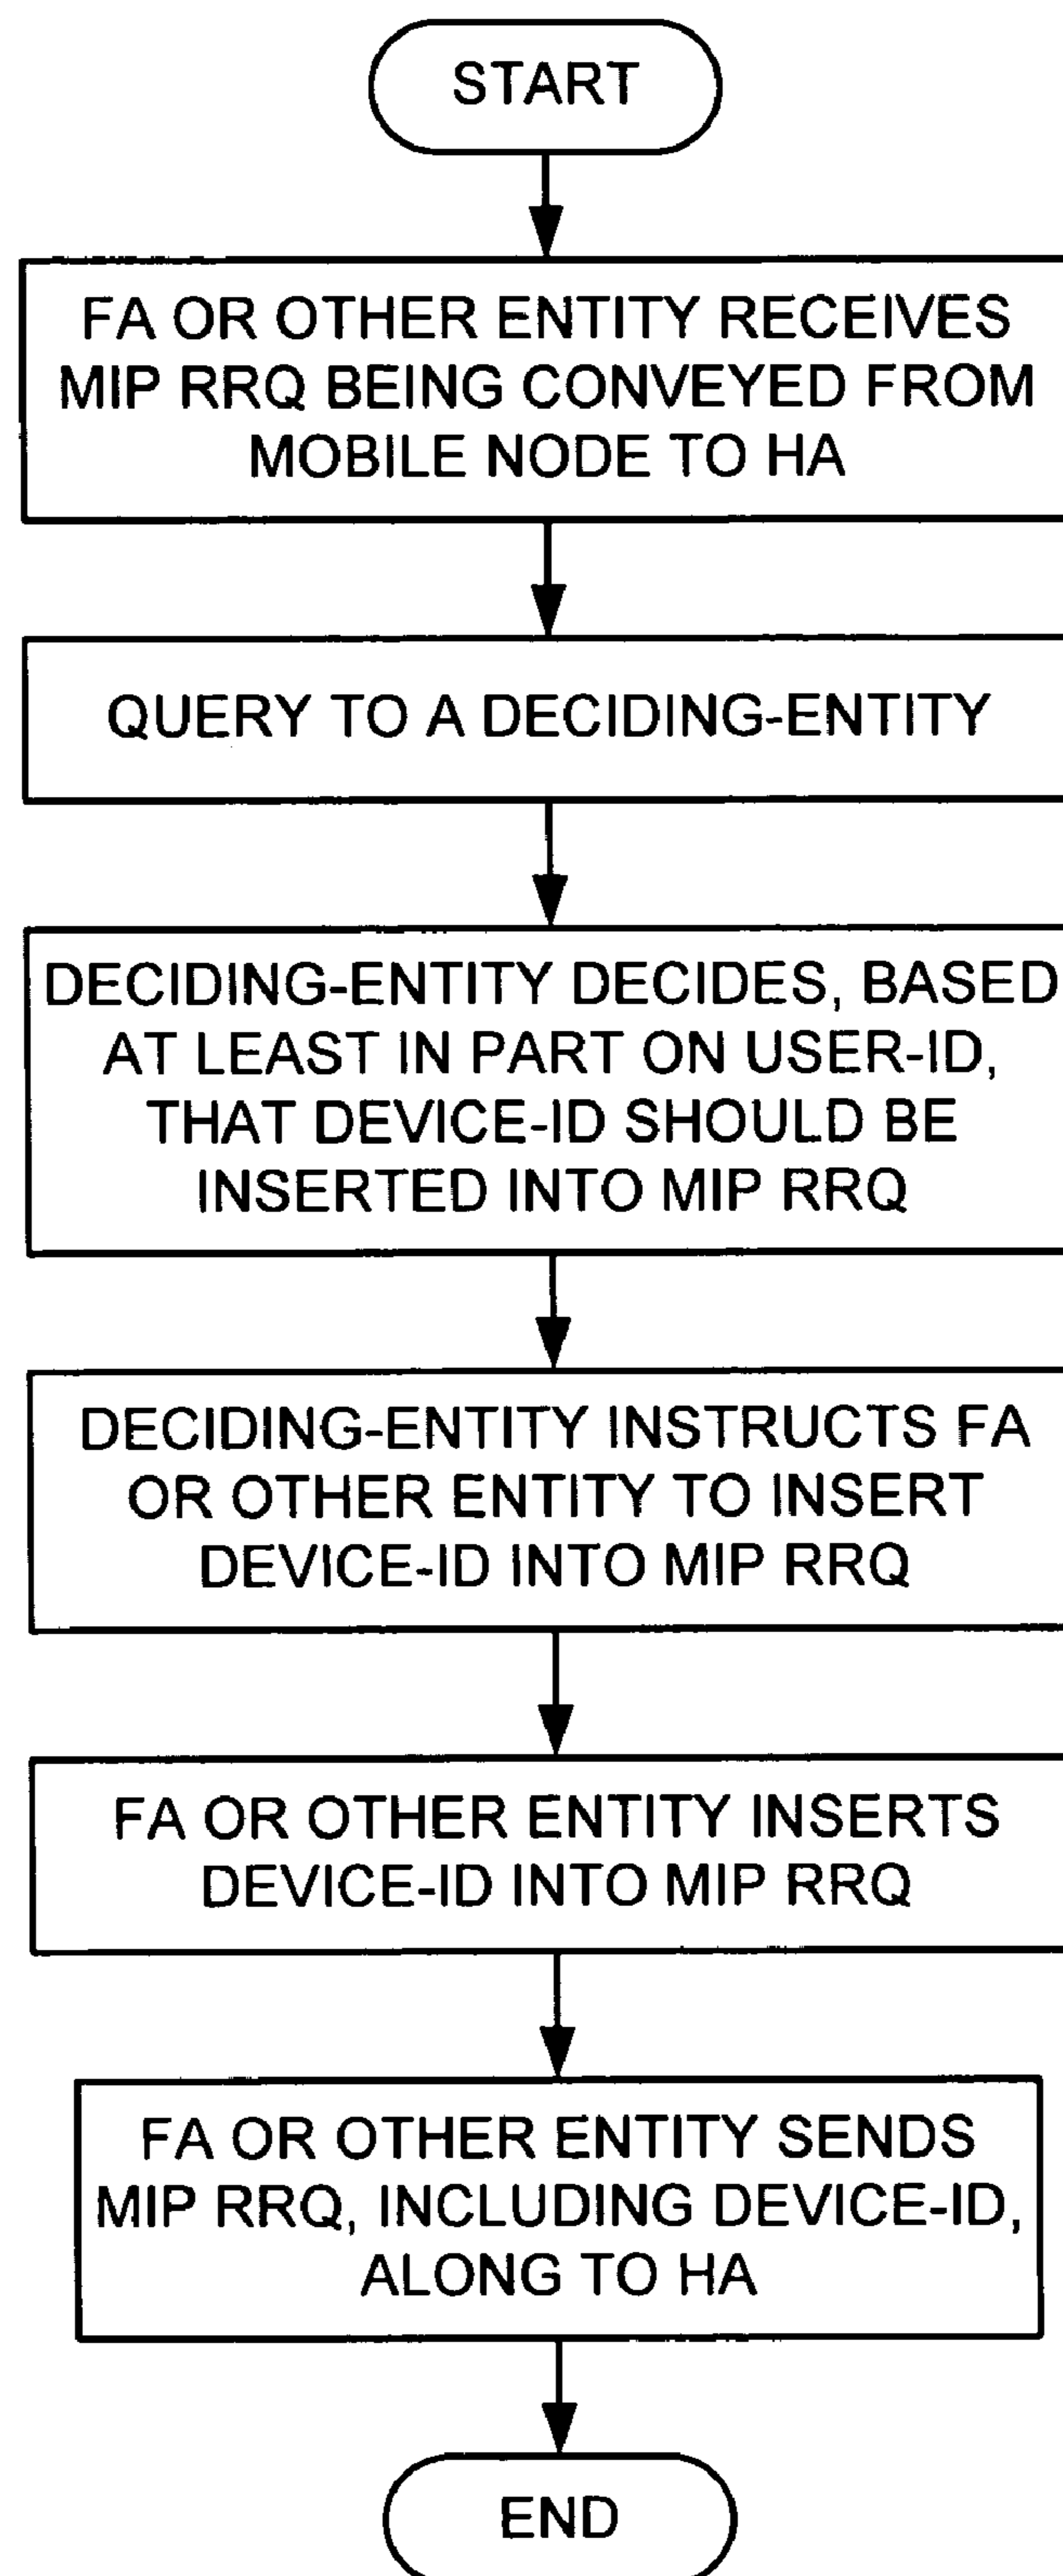 START
FA OR OTHER ENTITY RECEIVES
MIP RRQ BEING CONVEYED FROM
MOBILE NODE TO HA
QUERY TO A DECIDING-ENTITY
DECIDING-ENTITY DECIDES, BASED
AT LEAST IN PART ON USER-ID,
THAT DEVICE-ID SHOULD BE
INSERTED INTO MIP RRQ
DECIDING-ENTITY INSTRUCTS FA
OR OTHER ENTITY TO INSERT
DEVICE-ID INTO MIP RRQ
FA OR OTHER ENTITY INSERTS
DEVICE-ID INTO MIP RRQ
FA OR OTHER ENTITY SENDS
MIP RRQ, INCLUDING DEVICE-ID,
ALONG TO HA
END